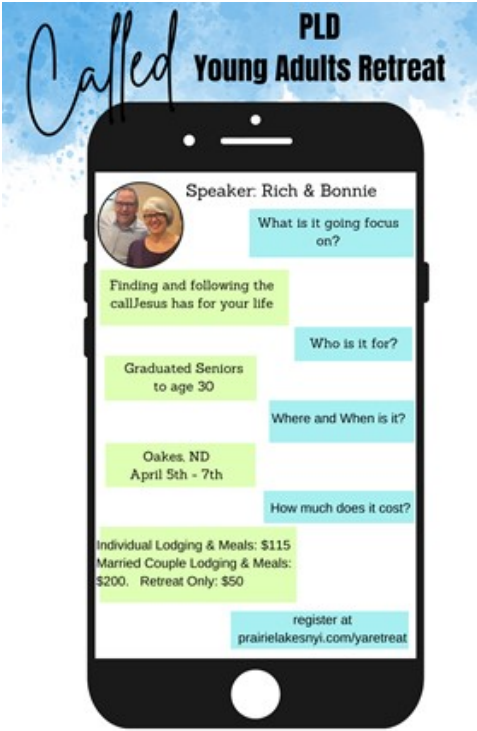 Called
PLD
Young Adults Retreat
Speaker: Rich & Bonnie
What is it going focus
on?
Finding and following the
callJesus has for your life
Who is it for?
Graduated Seniors
to age 30
Where and When is it?
Oakes, ND
April 5th - 7th
How much does it cost?
Individual Lodging & Meals: $115
Married Couple Lodging & Meals:
$200.   Retreat Only: $50
register at
prairielakesnyi.com/yaretreat